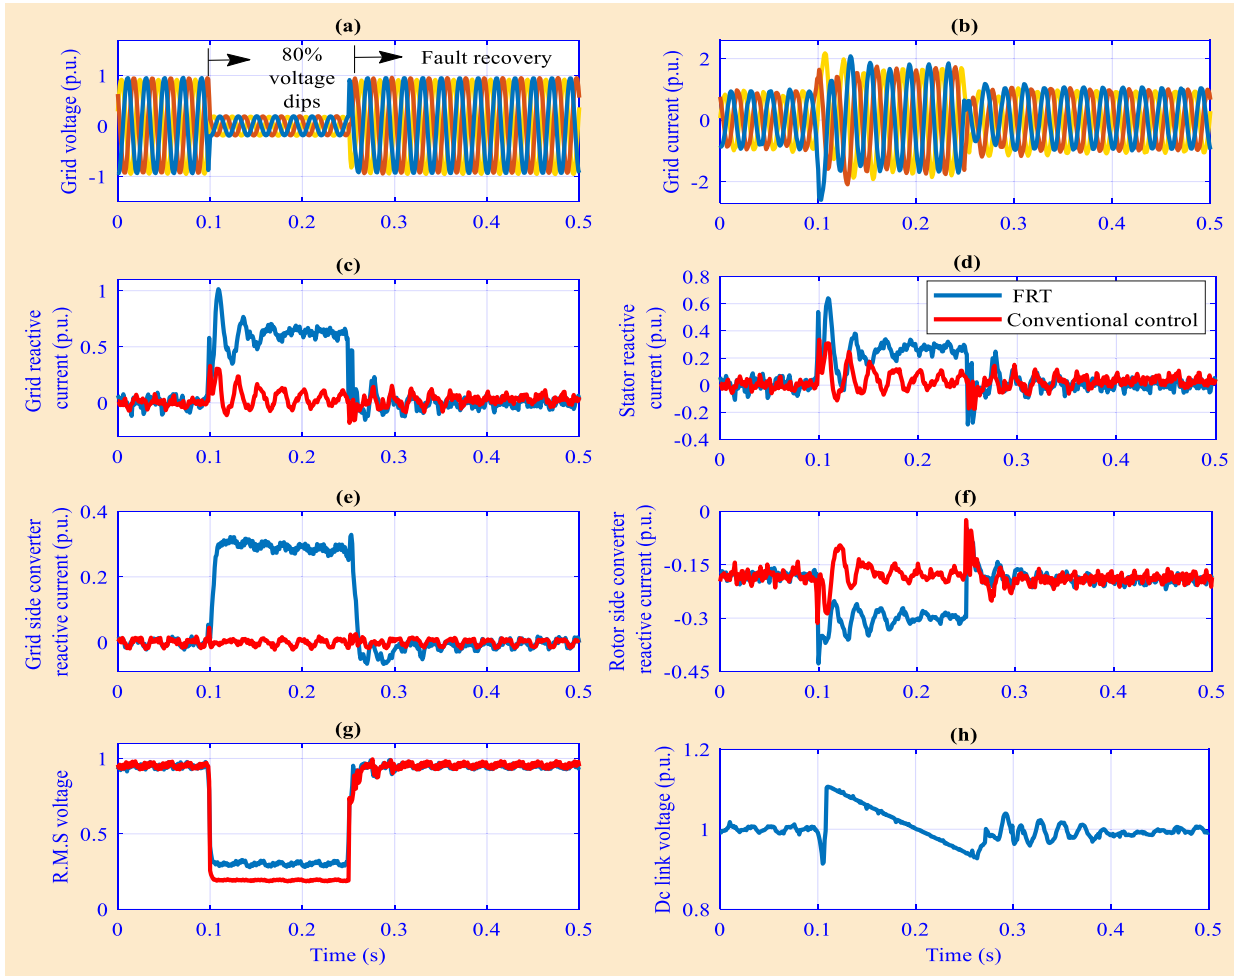 (a)
80%
voltage
dips
Fault recovery
Grid voltage (p.u.)
1
0
-1
0
0.1
0.2
0.3
0.4
0.5
(b)
Grid current (p.u.)
2
0
-2
0
0.1
0.2
0.3
0.4
0.5
(c)
Grid reactive
current (p.u.)
1
0.5
0
0
0.1
0.2
0.3
0.4
0.5
(d)
FRT
Conventional control
Stator reactive
current (p.u.)
0.8
0.6
0.4
0.2
0
-0.2
-0.4
0
0.1
0.2
0.3
0.4
0.5
(e)
Grid side converter
reactive current (p.u.)
0.4
0.2
0
0
0.1
0.2
0.3
0.4
0.5
(f)
Rotor side converter
reactive current (p.u.)
0
-0.15
-0.3
-0.45
0
0.1
0.2
0.3
0.4
0.5
(g)
R.M.S voltage
1
0.5
0
0
0.1
0.2
0.3
0.4
0.5
Time (s)
(h)
Dc link voltage (p.u.)
1.2
1
0.8
0
0.1
0.2
0.3
0.4
0.5
Time (s)